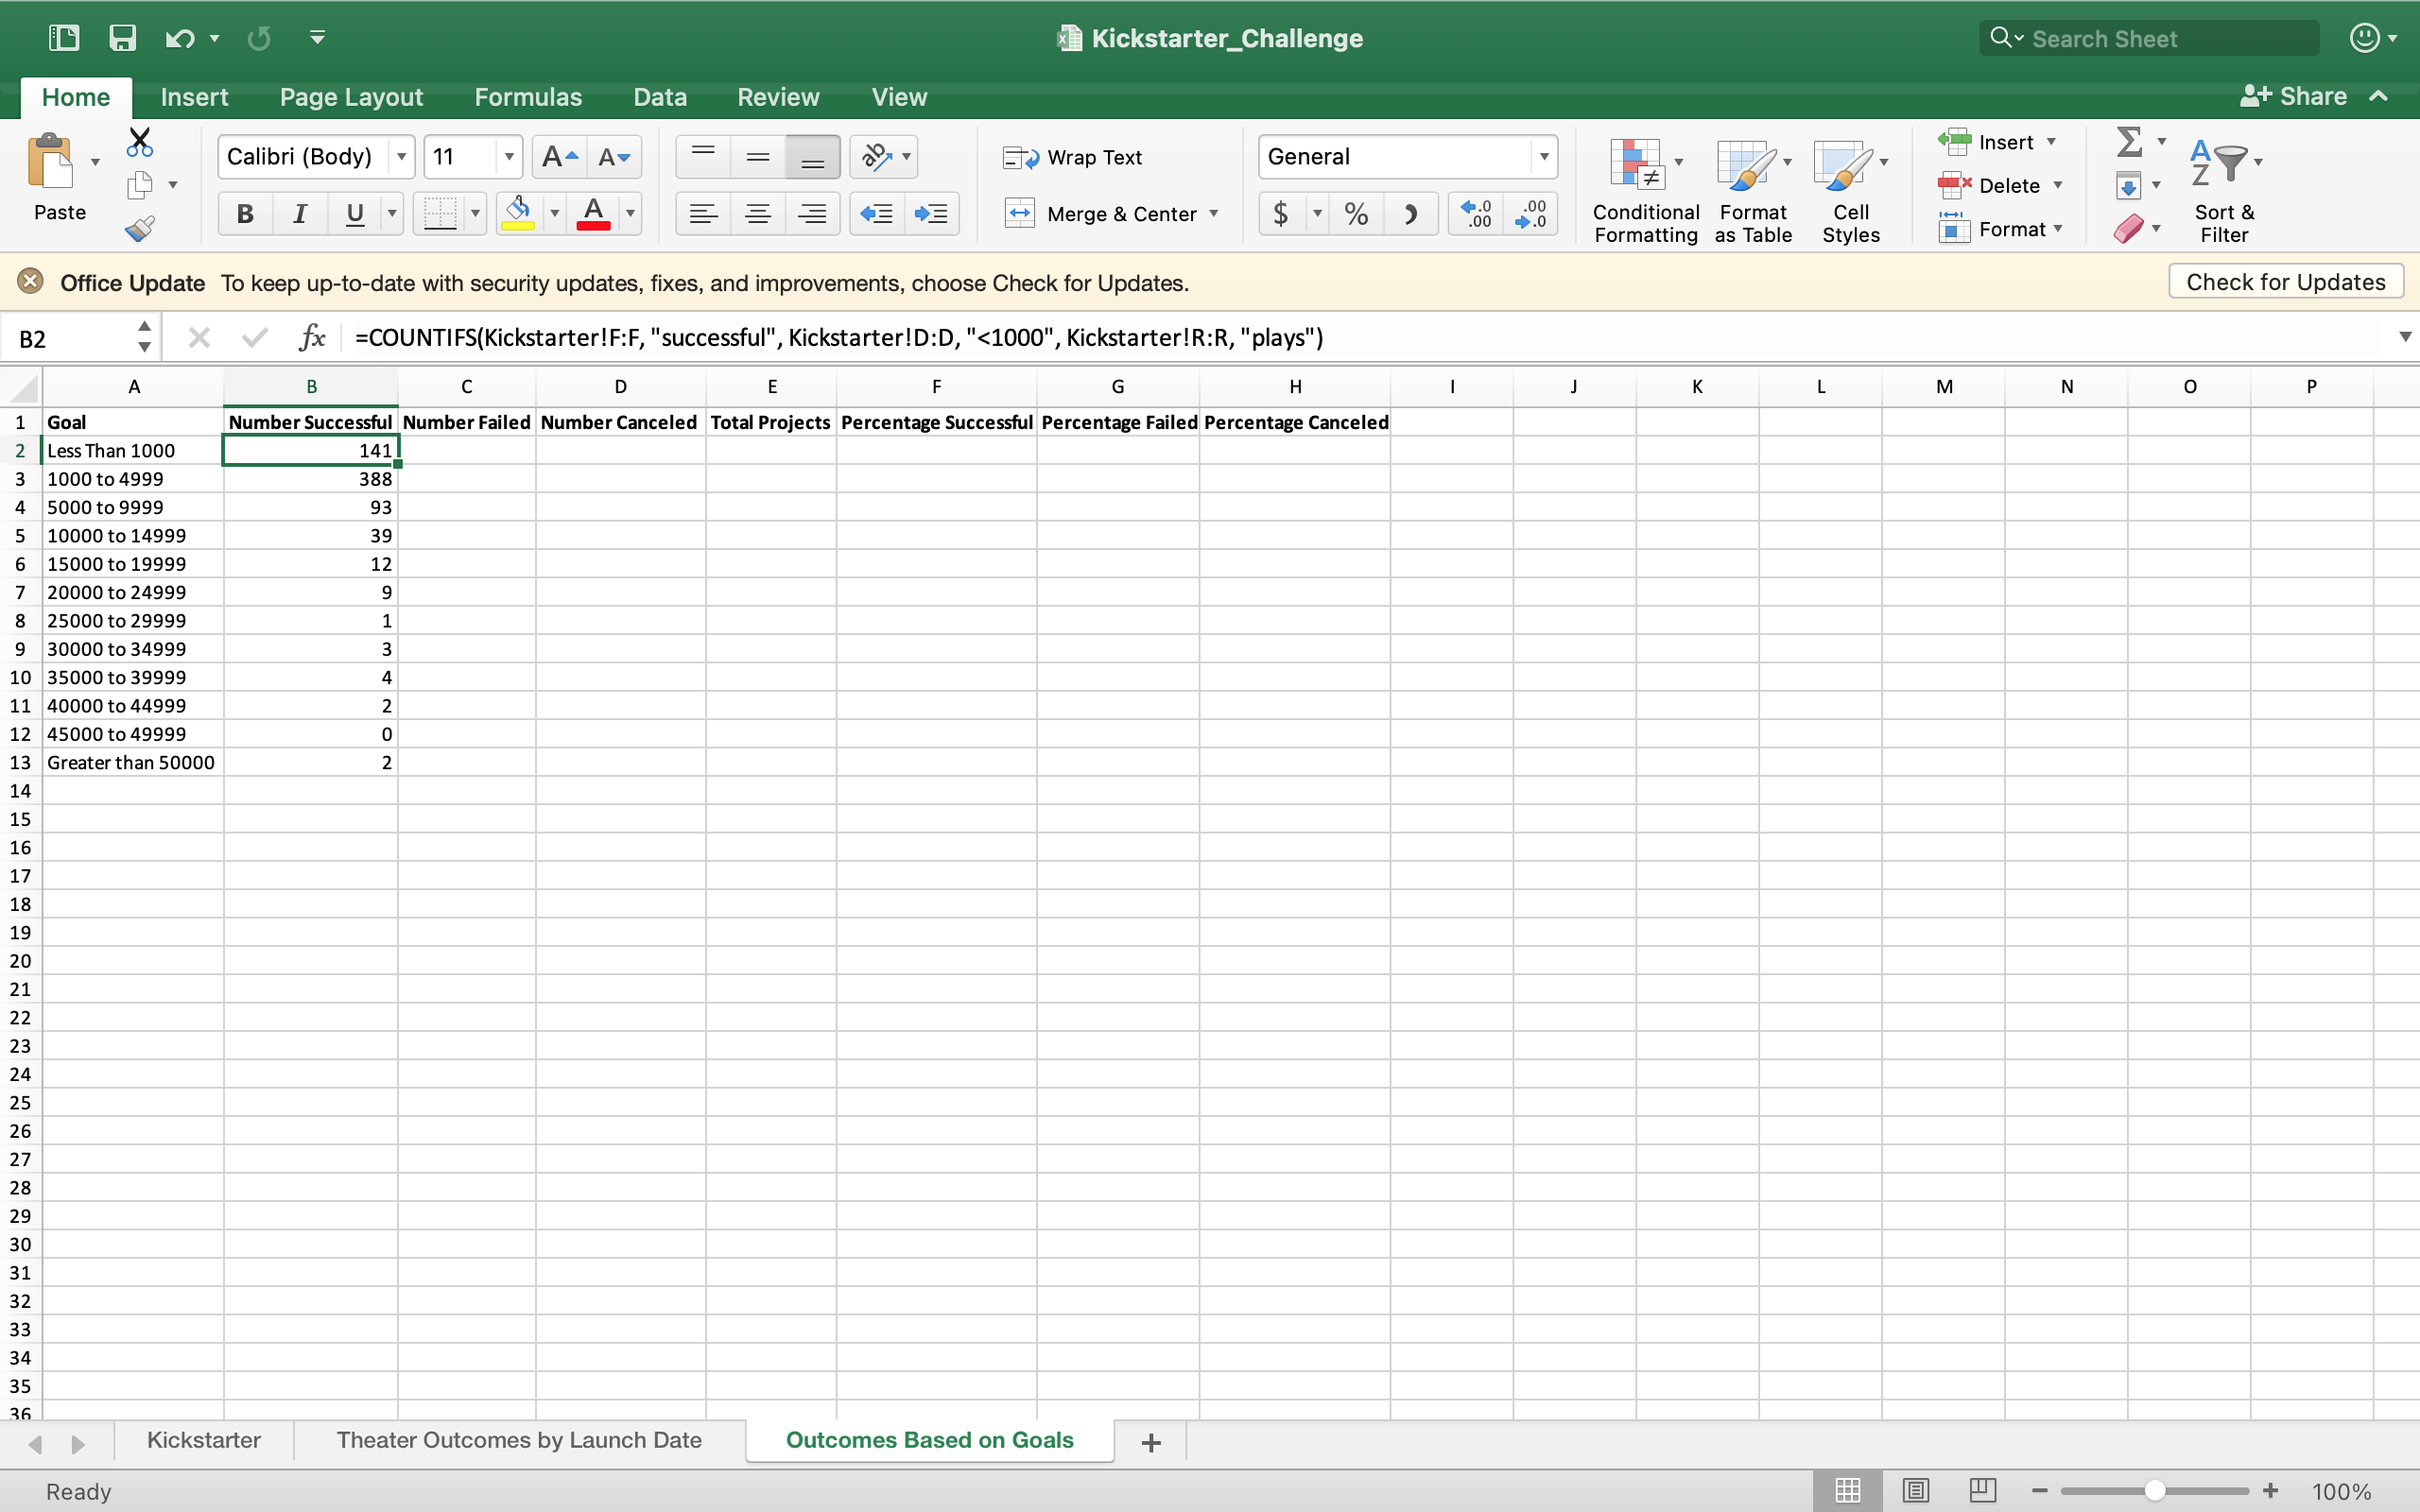 Kickstarter_Challenge
Search Sheet
Home Insert Page Layout Formulas Data Review View Share
Paste
Calibri (Body) 11
B I U
Wrap Text
Merge & Center
General
$ % .0 .00 .00 .0
Conditional Formatting
Format as Table
Cell Styles
Insert
Delete
Format
Sort & Filter
Office Update To keep up-to-date with security updates, fixes, and improvements, choose Check for Updates. Check for Updates
B2 fx =COUNTIFS(Kickstarter!F:F, "successful", Kickstarter!D:D, "<1000", Kickstarter!R:R, "plays")
A B C D E F G H I J K L M N O P
1 Goal Number Successful Number Failed Number Canceled Total Projects Percentage Successful Percentage Failed Percentage Canceled
2 Less Than 1000 141
3 1000 to 4999 388
4 5000 to 9999 93
5 10000 to 14999 39
6 15000 to 19999 12
7 20000 to 24999 9
8 25000 to 29999 1
9 30000 to 34999 3
10 35000 to 39999 4
11 40000 to 44999 2
12 45000 to 49999 0
13 Greater than 50000 2
14
15
16
17
18
19
20
21
22
23
24
25
26
27
28
29
30
31
32
33
34
35
36
Kickstarter Theater Outcomes by Launch Date Outcomes Based on Goals +
Ready 100%